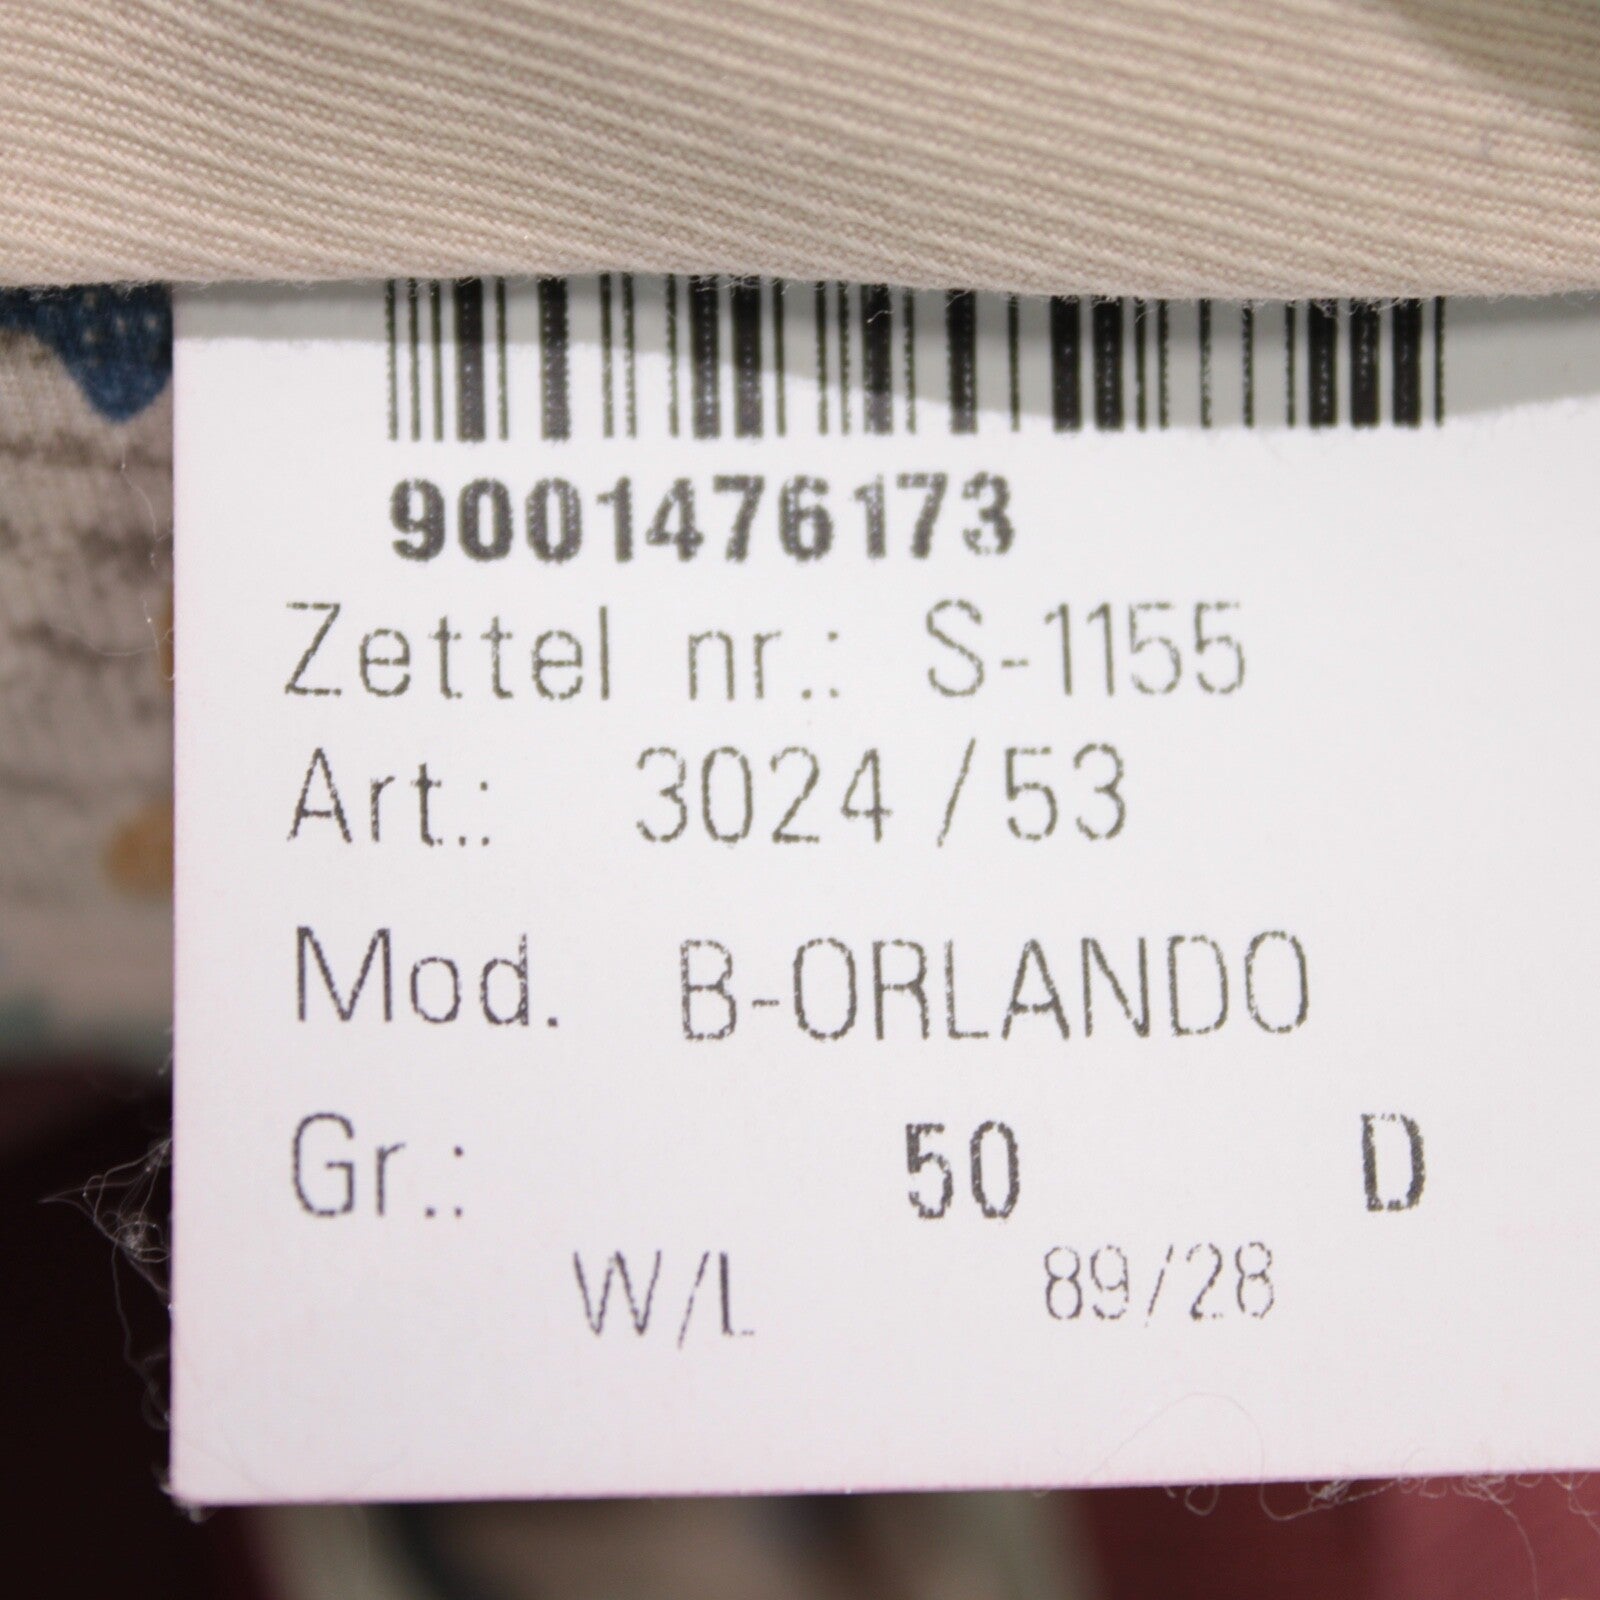 9001476173
Zettel nr.: S-1155
Art.: 3024 / 53
Mod. B-ORLANDO
Gr.: 50 D
W/L 89/28